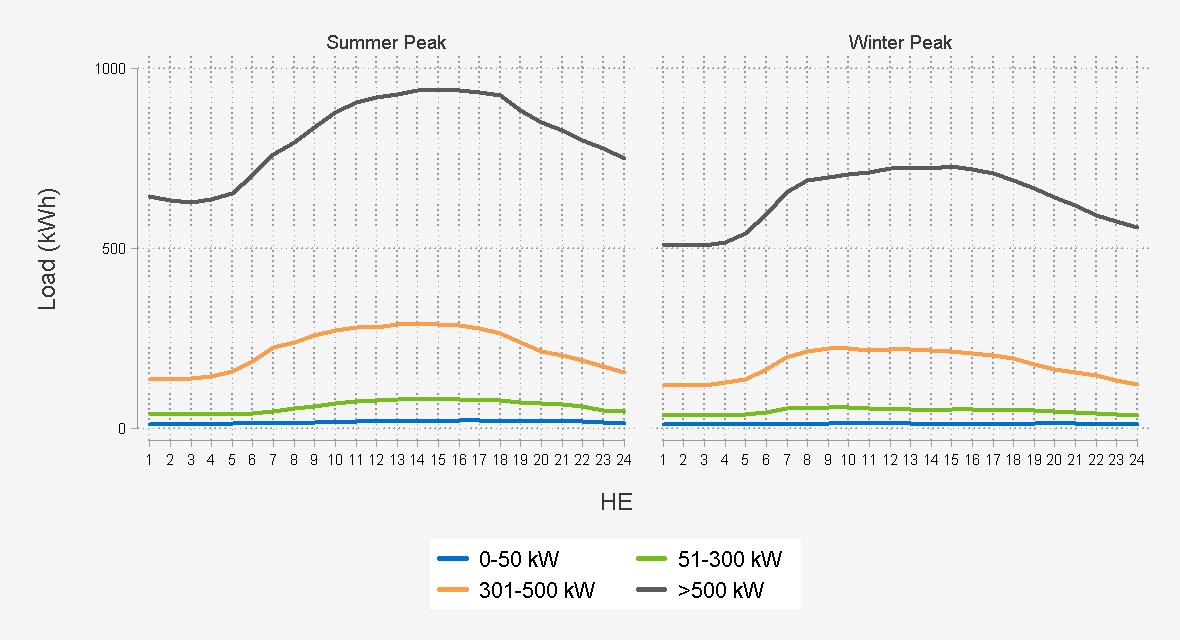 Summer Peak
Winter Peak
1000
500
0
Load (kWh)
1 2 3 4 5 6 7 8 9 10 11 12 13 14 15 16 17 18 19 20 21 22 23 24
1 2 3 4 5 6 7 8 9 10 11 12 13 14 15 16 17 18 19 20 21 22 23 24
HE
0-50 kW
51-300 kW
301-500 kW
>500 kW